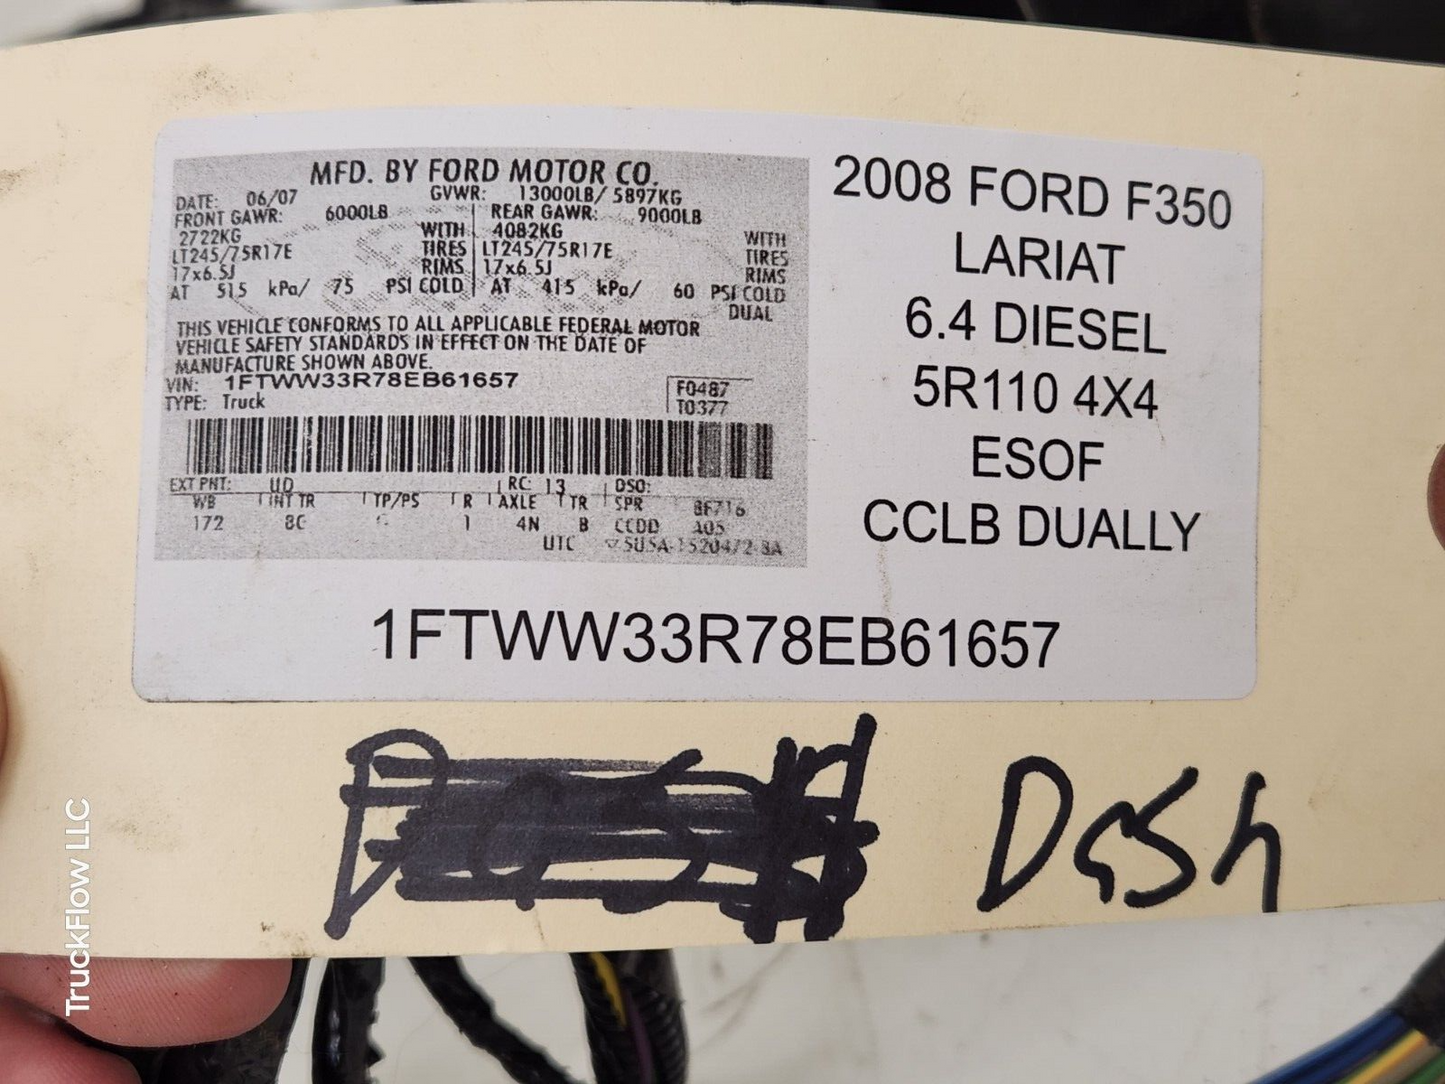 MFD. BY FORD MOTOR CO.
DATE: 06/07 GVWR: 13000LB/ 5897KG
FRONT GAWR: 6000LB REAR GAWR: 9000LB
2722KG WITH 4082KG WITH
LT245/75R17E TIRES LT245/75R17E TIRES
17x6.5J RIMS 17x6.5J RIMS
AT 515 kPa/ 75 PSI COLD AT 415 kPa/ 60 PSI COLD
DUAL
THIS VEHICLE CONFORMS TO ALL APPLICABLE FEDERAL MOTOR
VEHICLE SAFETY STANDARDS IN EFFECT ON THE DATE OF
MANUFACTURE SHOWN ABOVE.
VIN: 1FTWW33R78EB61657
F0487
TYPE: Truck
T0377
EXT PNT: UD RC: 13 DSO:
WB INT TR TP/PS R AXLE TR SPR
172 1 4N B CCDD
UTC
2008 FORD F350
LARIAT
6.4 DIESEL
5R110 4X4
ESOF
CCLB DUALLY
1FTWW33R78EB61657
Dash
TruckFlow LLC